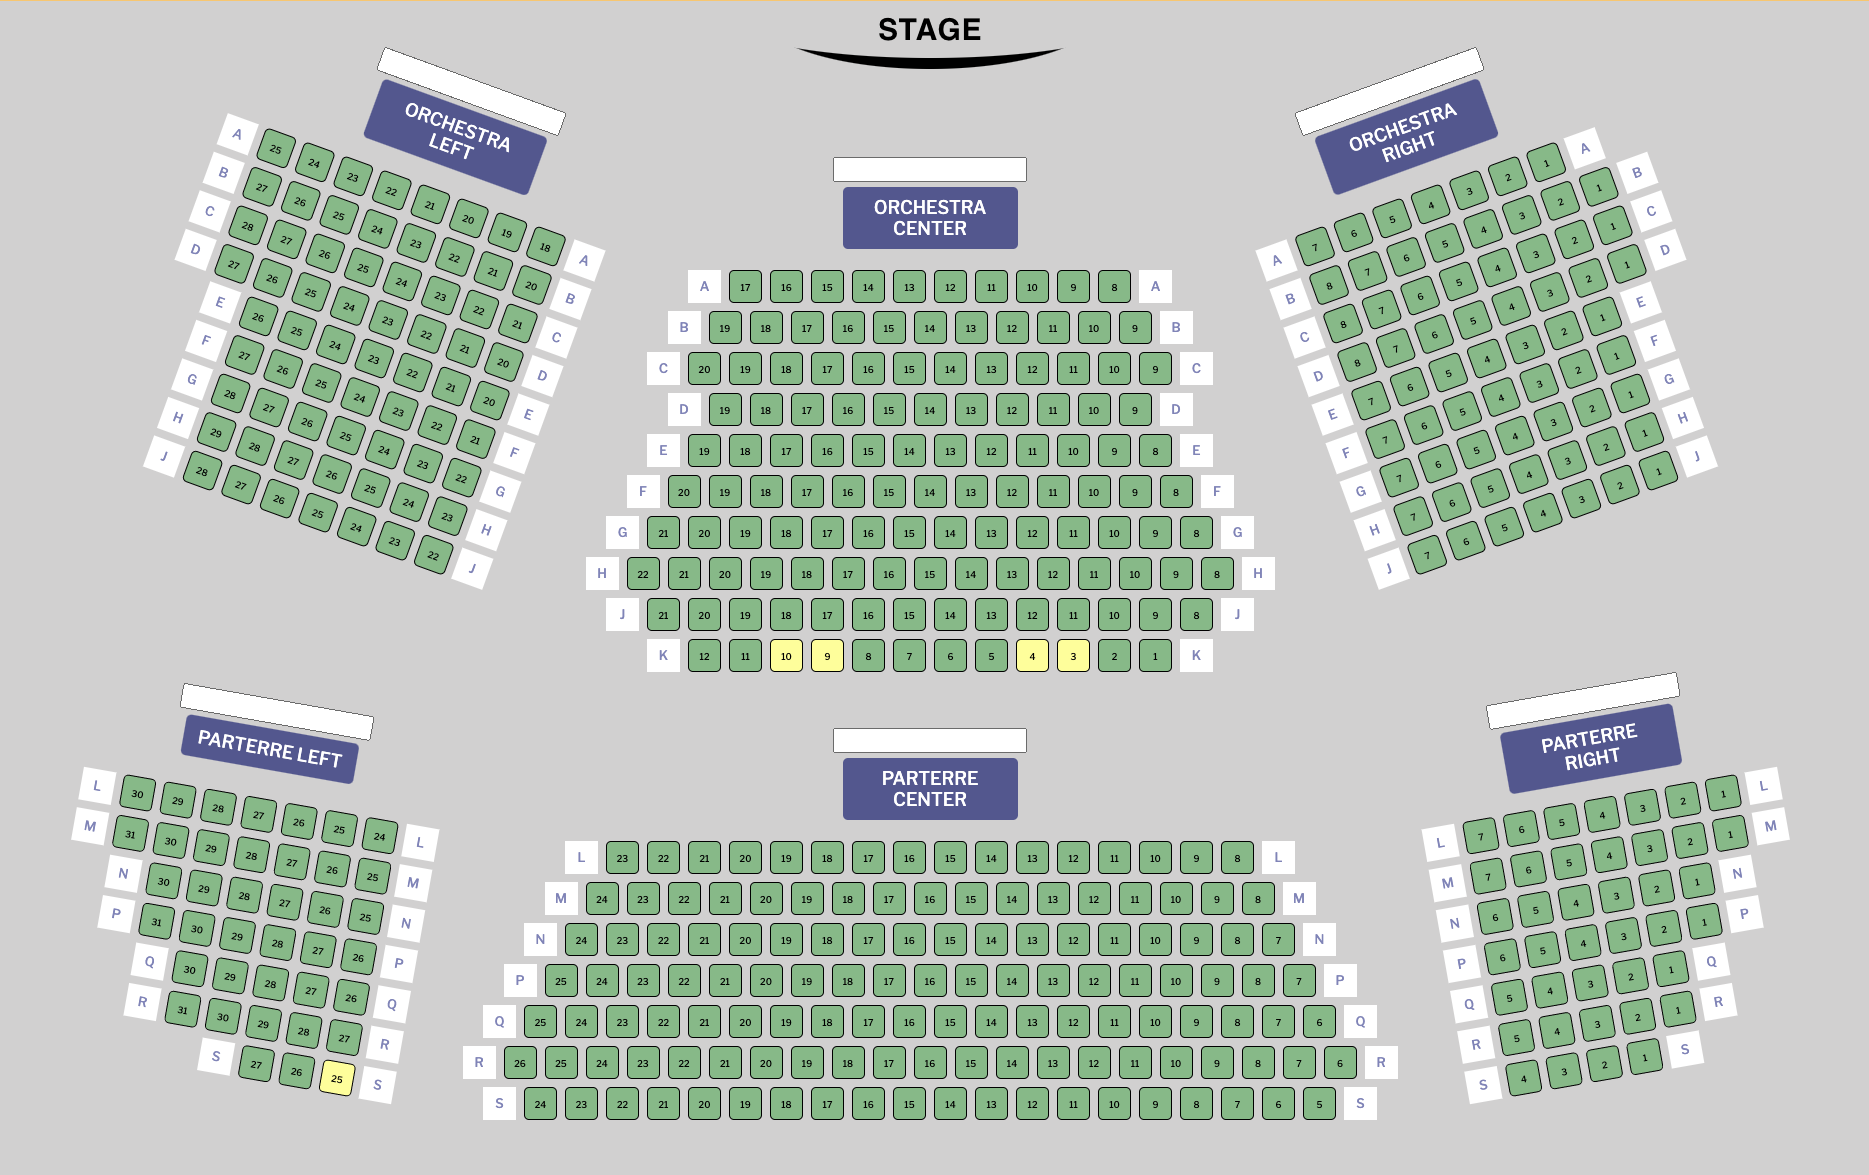 STAGE
ORCHESTRA
LEFT
A 25 24 23 22 21 20 19 18 A
B 27 26 25 24 23 22 21 20 B
C 28 27 26 25 24 23 22 21 C
D 27 26 25 24 23 22 21 20 D
E 26 25 24 23 22 21 20 E
F 27 26 25 24 23 22 21 F
G 28 27 26 25 24 23 22 G
H 29 28 27 26 25 24 23 H
J 28 27 26 25 24 23 22 J
ORCHESTRA
CENTER
A 17 16 15 14 13 12 11 10 9 8 A
B 19 18 17 16 15 14 13 12 11 10 9 B
C 20 19 18 17 16 15 14 13 12 11 10 9 C
D 19 18 17 16 15 14 13 12 11 10 9 D
E 19 18 17 16 15 14 13 12 11 10 9 8 E
F 20 19 18 17 16 15 14 13 12 11 10 9 8 F
G 21 20 19 18 17 16 15 14 13 12 11 10 9 8 G
H 22 21 20 19 18 17 16 15 14 13 12 11 10 9 8 H
J 21 20 19 18 17 16 15 14 13 12 11 10 9 8 J
K 12 11 10 9 8 7 6 5 4 3 2 1 K
ORCHESTRA
RIGHT
A 7 6 5 4 3 2 1 A
B 8 7 6 5 4 3 2 1 B
C 8 7 6 5 4 3 2 1 C
D 8 7 6 5 4 3 2 1 D
E 7 6 5 4 3 2 1 E
F 7 6 5 4 3 2 1 F
G 7 6 5 4 3 2 1 G
H 7 6 5 4 3 2 1 H
J 7 6 5 4 3 2 1 J
PARTERRE LEFT
L 30 29 28 27 26 25 24 L
M 31 30 29 28 27 26 25 M
N 30 29 28 27 26 25 N
P 31 30 29 28 27 26 P
Q 30 29 28 27 26 Q
R 31 30 29 28 27 R
S 27 26 25 S
PARTERRE
CENTER
L 23 22 21 20 19 18 17 16 15 14 13 12 11 10 9 8 L
M 24 23 22 21 20 19 18 17 16 15 14 13 12 11 10 9 8 M
N 24 23 22 21 20 19 18 17 16 15 14 13 12 11 10 9 8 7 N
P 25 24 23 22 21 20 19 18 17 16 15 14 13 12 11 10 9 8 7 P
Q 25 24 23 22 21 20 19 18 17 16 15 14 13 12 11 10 9 8 7 6 Q
R 26 25 24 23 22 21 20 19 18 17 16 15 14 13 12 11 10 9 8 7 6 R
S 24 23 22 21 20 19 18 17 16 15 14 13 12 11 10 9 8 7 6 5 S
PARTERRE
RIGHT
L 7 6 5 4 3 2 1 L
M 7 6 5 4 3 2 1 M
N 6 5 4 3 2 1 N
P 6 5 4 3 2 1 P
Q 5 4 3 2 1 Q
R 5 4 3 2 1 R
S 4 3 2 1 S